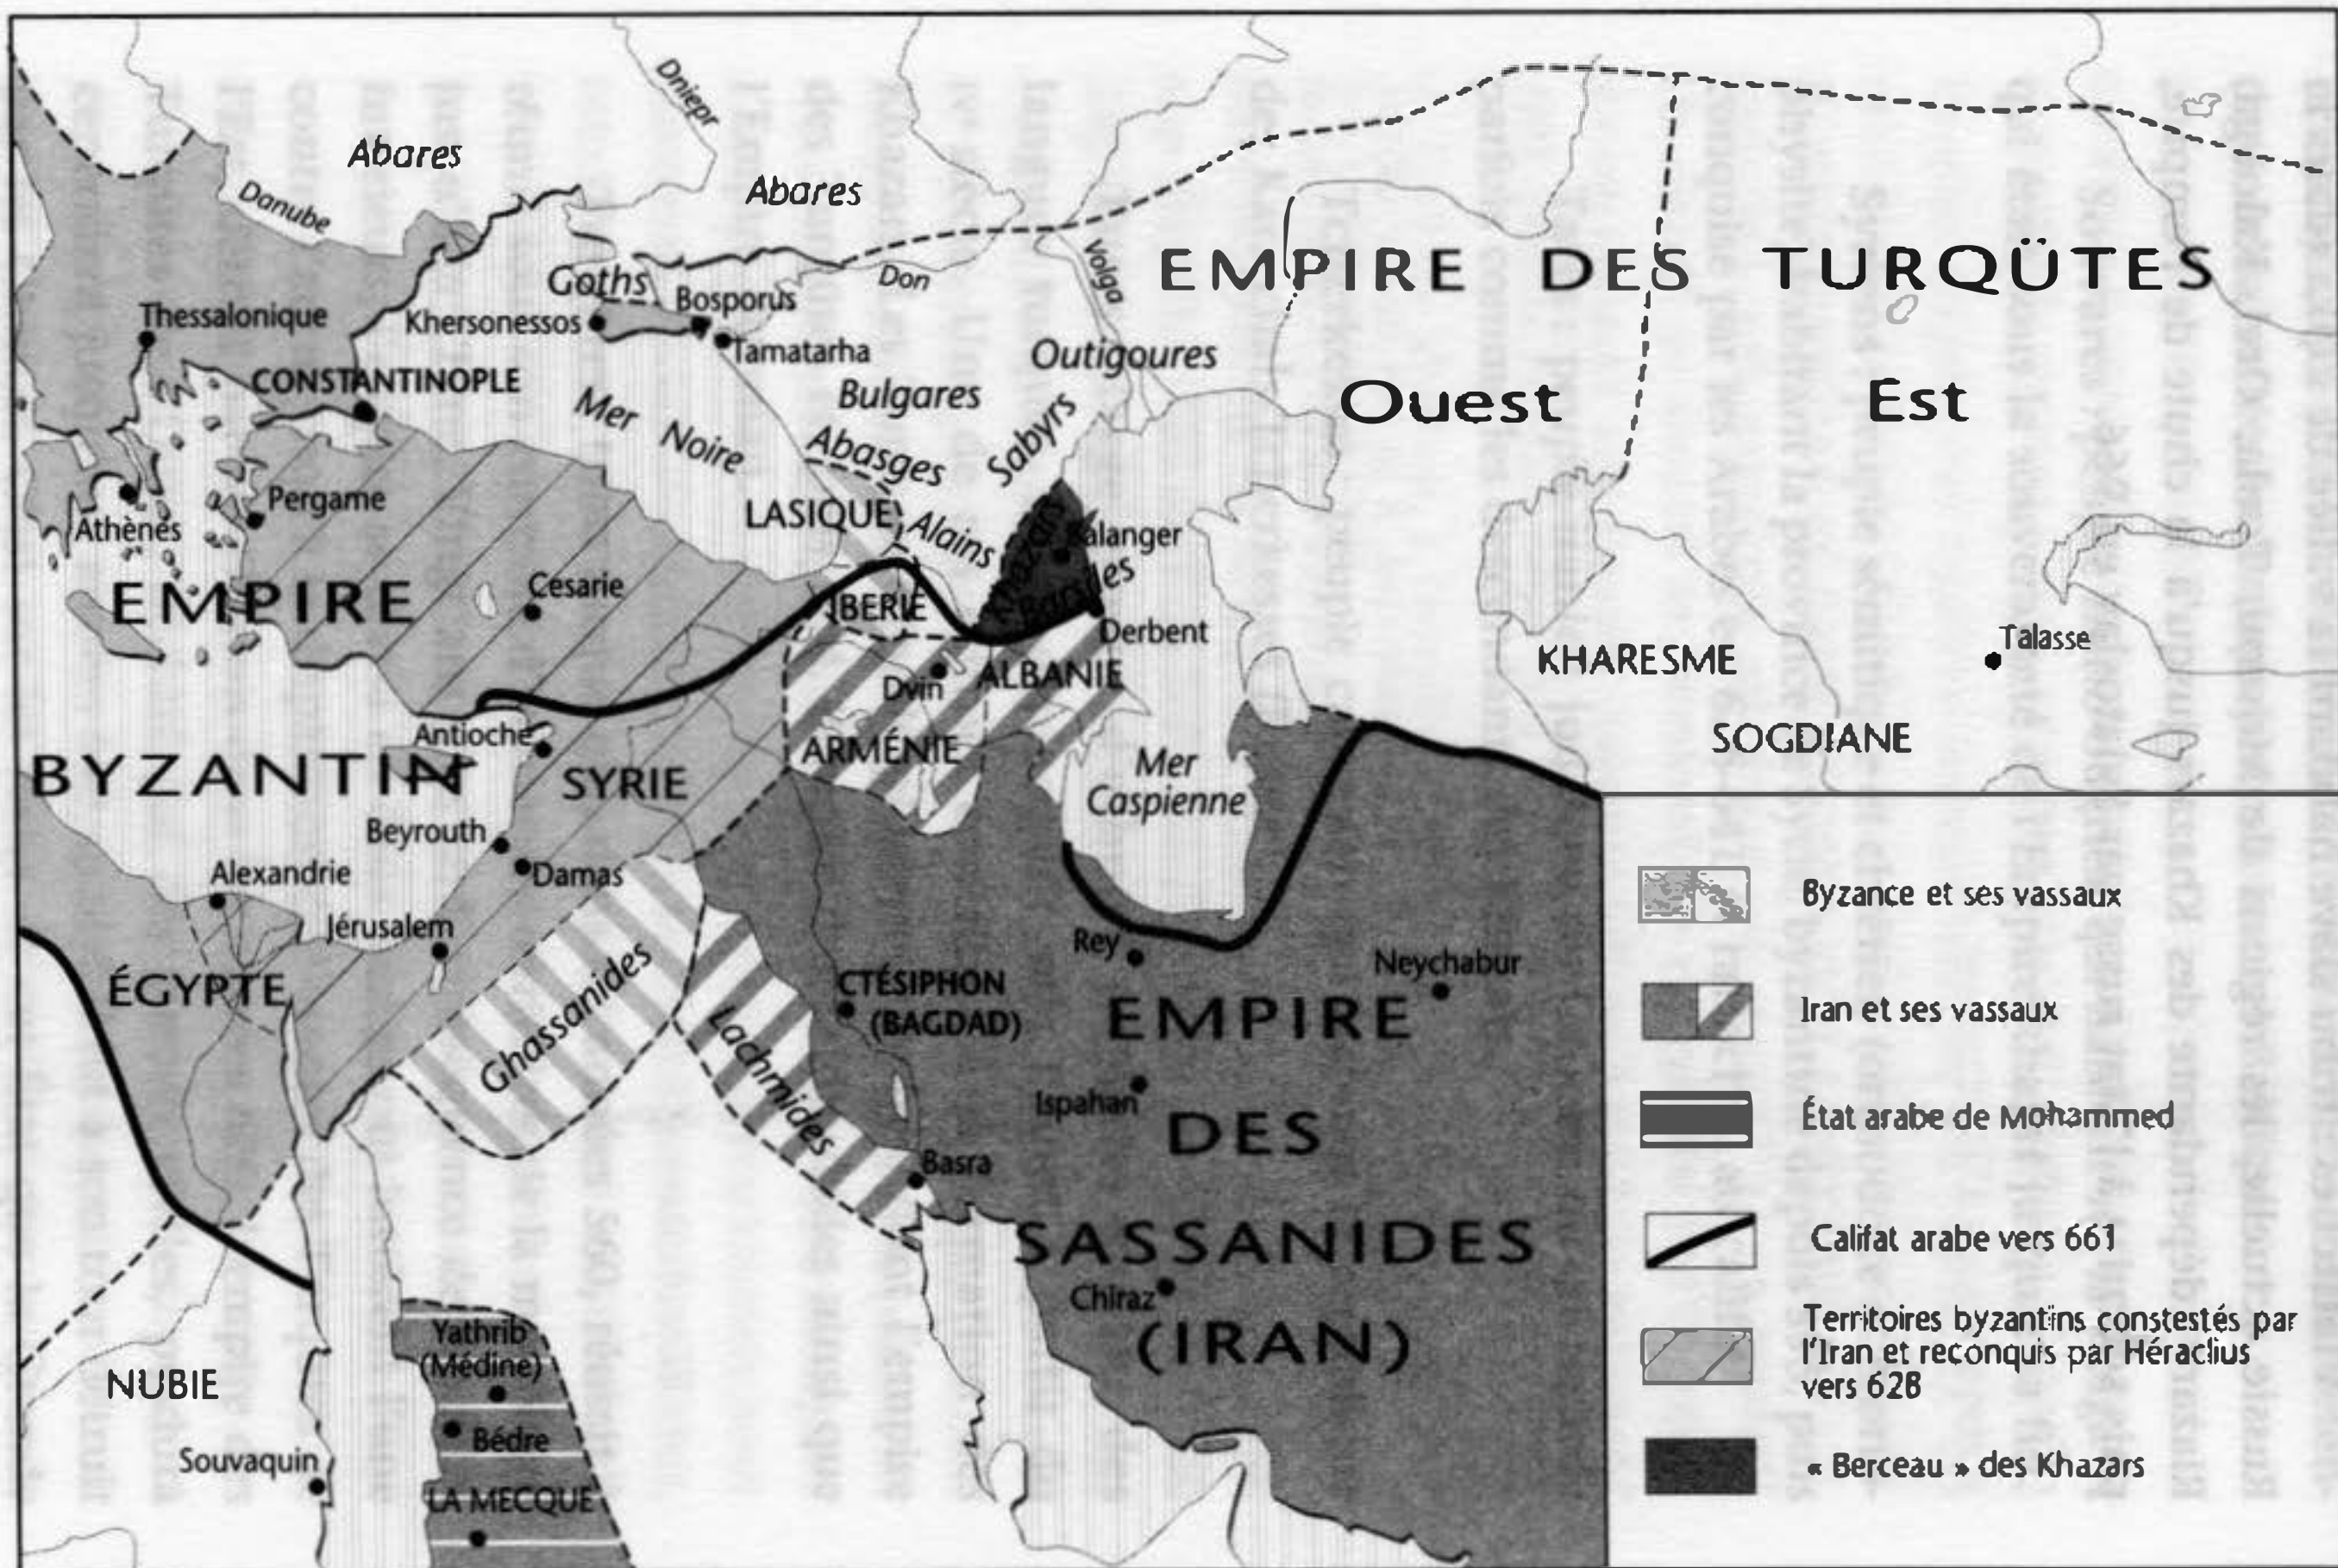 Dniepr
Abares
Abares
Danube
Volga
EMPIRE DES TURQÜTES
Goths
Don
Bosporus
Thessalonique
Khersonessos
Tamatarha
Outigoures
CONSTANTINOPLE
Bulgares
Ouest
Est
Mer Noire
Sabyrs
Abasges
Pergame
LASIQUE
Alains
Athènes
Cesarie
EMPIRE
Derbent
Talasse
ALBANIE
KHARESME
Dvin
Antioche
SOGDIANE
ARMÉNIE
BYZANTIN
SYRIE
Mer
Caspienne
Beyrouth
Alexandrie
Damas
Byzance et ses vassaux
Jérusalem
Rey
Neychabur
ÉGYPTE
Ghassanides
CTÉSIPHON
(BAGDAD)
EMPIRE
Iran et ses vassaux
Lachmides
Ispahan
DES
État arabe de Mohammed
Basra
SASSANIDES
Califat arabe vers 661
Chiraz
(IRAN)
Yathrib
(Médine)
Territoires byzantins constestés par
l'Iran et reconquis par Héraclius
vers 628
NUBIE
Bédre
Souvaquin
« Berceau » des Khazars
LA MECQUE